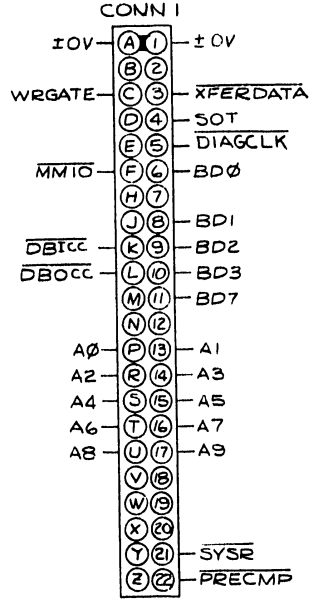 CONN 1
±0V A 1 ±0V
B 2
WRGATE C 3 XFERDATA
D 4 SOT
E 5 DIAGCLK
MMIO F 6 BDØ
H 7
J 8 BD1
DBICC K 9 BD2
DBOCC L 10 BD3
M 11 BD7
N 12
AØ P 13 A1
A2 R 14 A3
A4 S 15 A5
A6 T 16 A7
A8 U 17 A9
V 18
W 19
X 20
Y 21 SYSR
Z 22 PRECMP